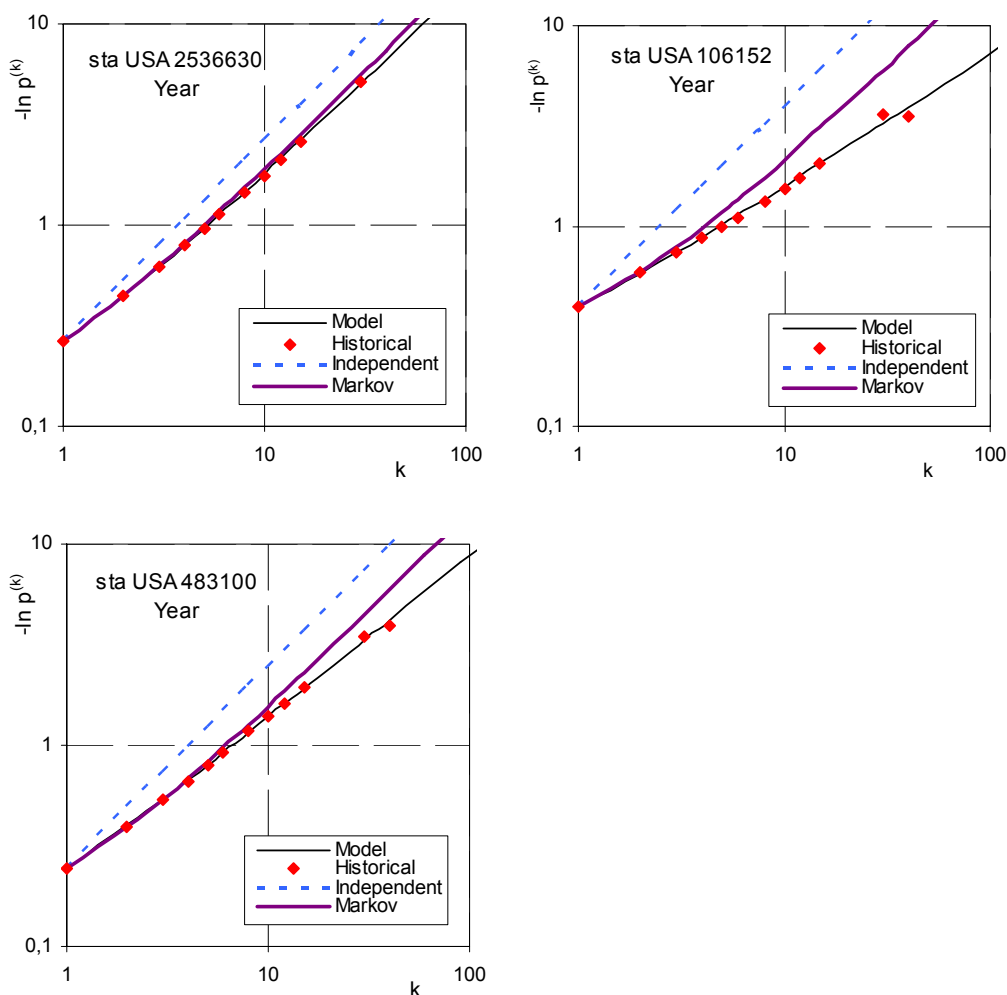 10
sta USA 2536630
Year
-ln p(k)
1
Model
Historical
Independent
Markov
0,1
1
10
100
k
10
sta USA 106152
Year
-ln p(k)
1
Model
Historical
Independent
Markov
0,1
1
10
100
k
10
sta USA 483100
Year
-ln p(k)
1
Model
Historical
Independent
Markov
0,1
1
10
100
k